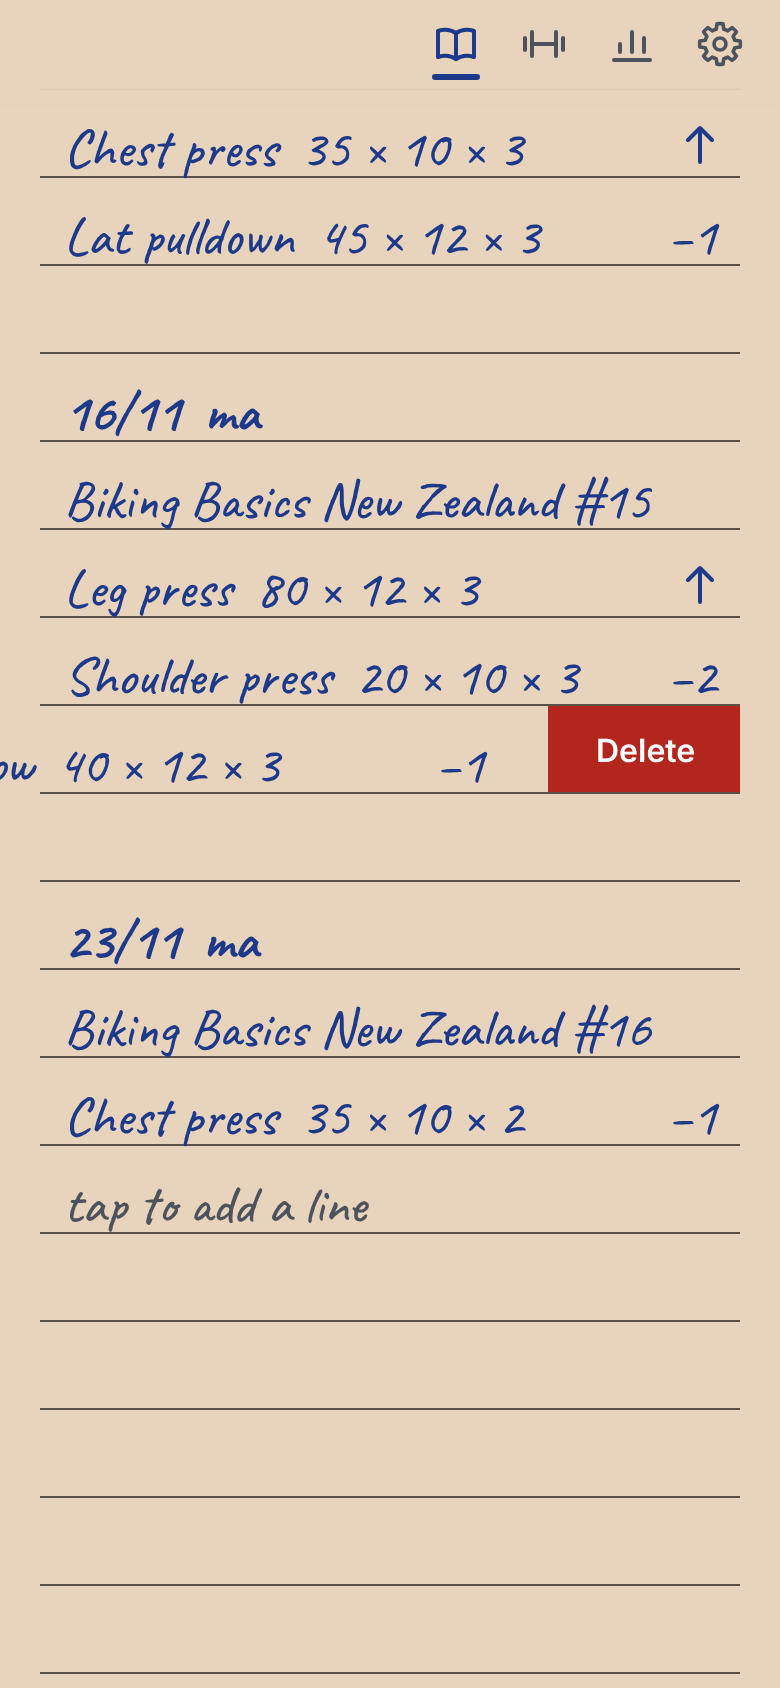 Chest press 35 × 10 × 3 ↑
Lat pulldown 45 × 12 × 3 –1
16/11 ma
Biking Basics New Zealand #15
Leg press 80 × 12 × 3 ↑
Shoulder press 20 × 10 × 3 –2
40 × 12 × 3 –1 Delete
23/11 ma
Biking Basics New Zealand #16
Chest press 35 × 10 × 2 –1
tap to add a line